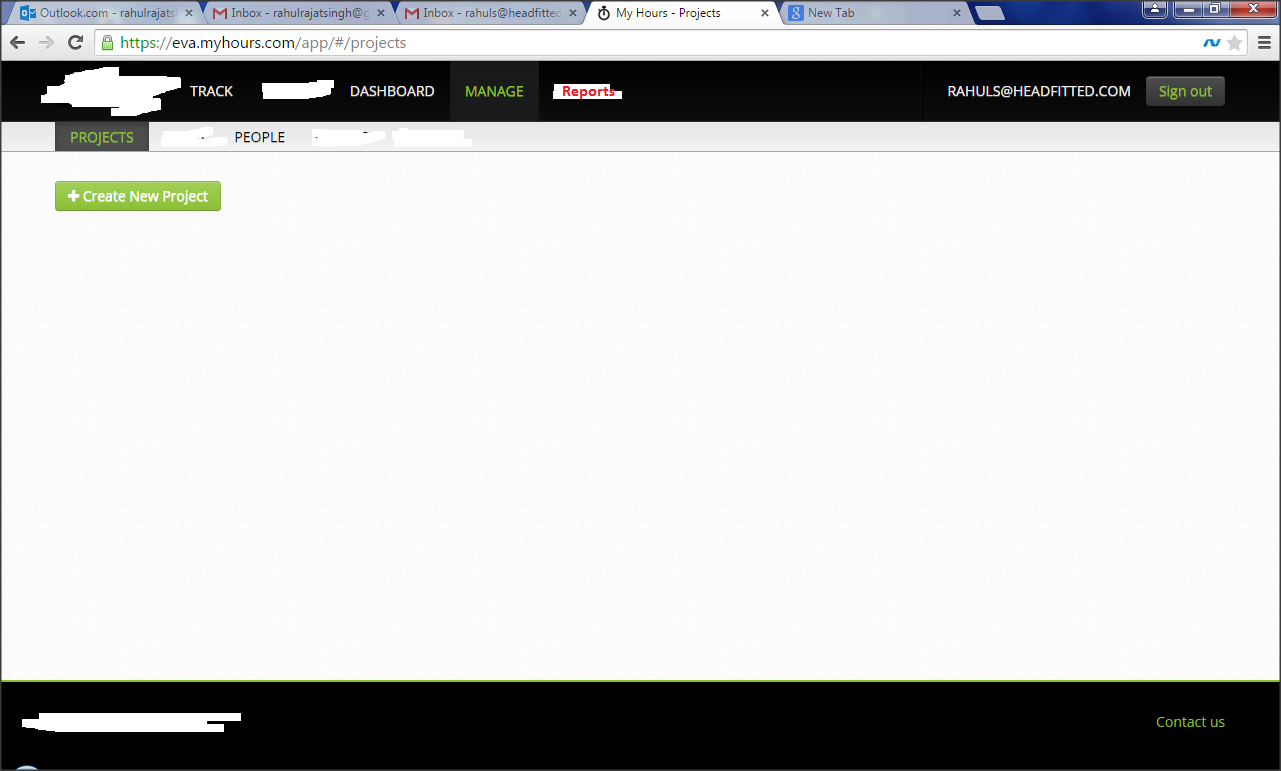 Outlook.com - rahulrajats
Inbox - rahulrajatsingh@g
Inbox - rahuls@headfitted
My Hours - Projects
New Tab
https://eva.myhours.com/app/#/projects
TRACK DASHBOARD MANAGE Reports RAHULS@HEADFITTED.COM Sign out
PROJECTS PEOPLE
Create New Project
Contact us